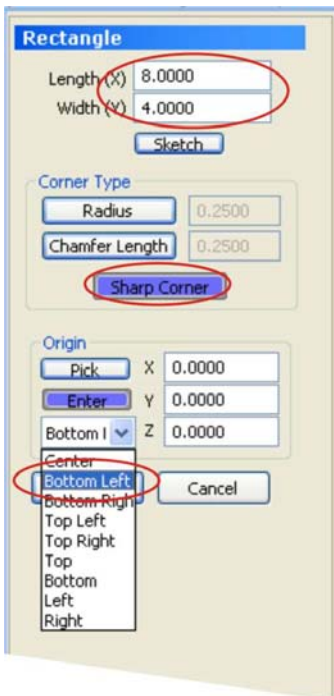 Rectangle
Length (X) 8.0000
Width (Y) 4.0000
Sketch
Corner Type
Radius 0.2500
Chamfer Length 0.2500
Sharp Corner
Origin
Pick X 0.0000
Enter Y 0.0000
Bottom l Z 0.0000
Center
Bottom Left
Cancel
Bottom Righ
Top Left
Top Right
Top
Bottom
Left
Right